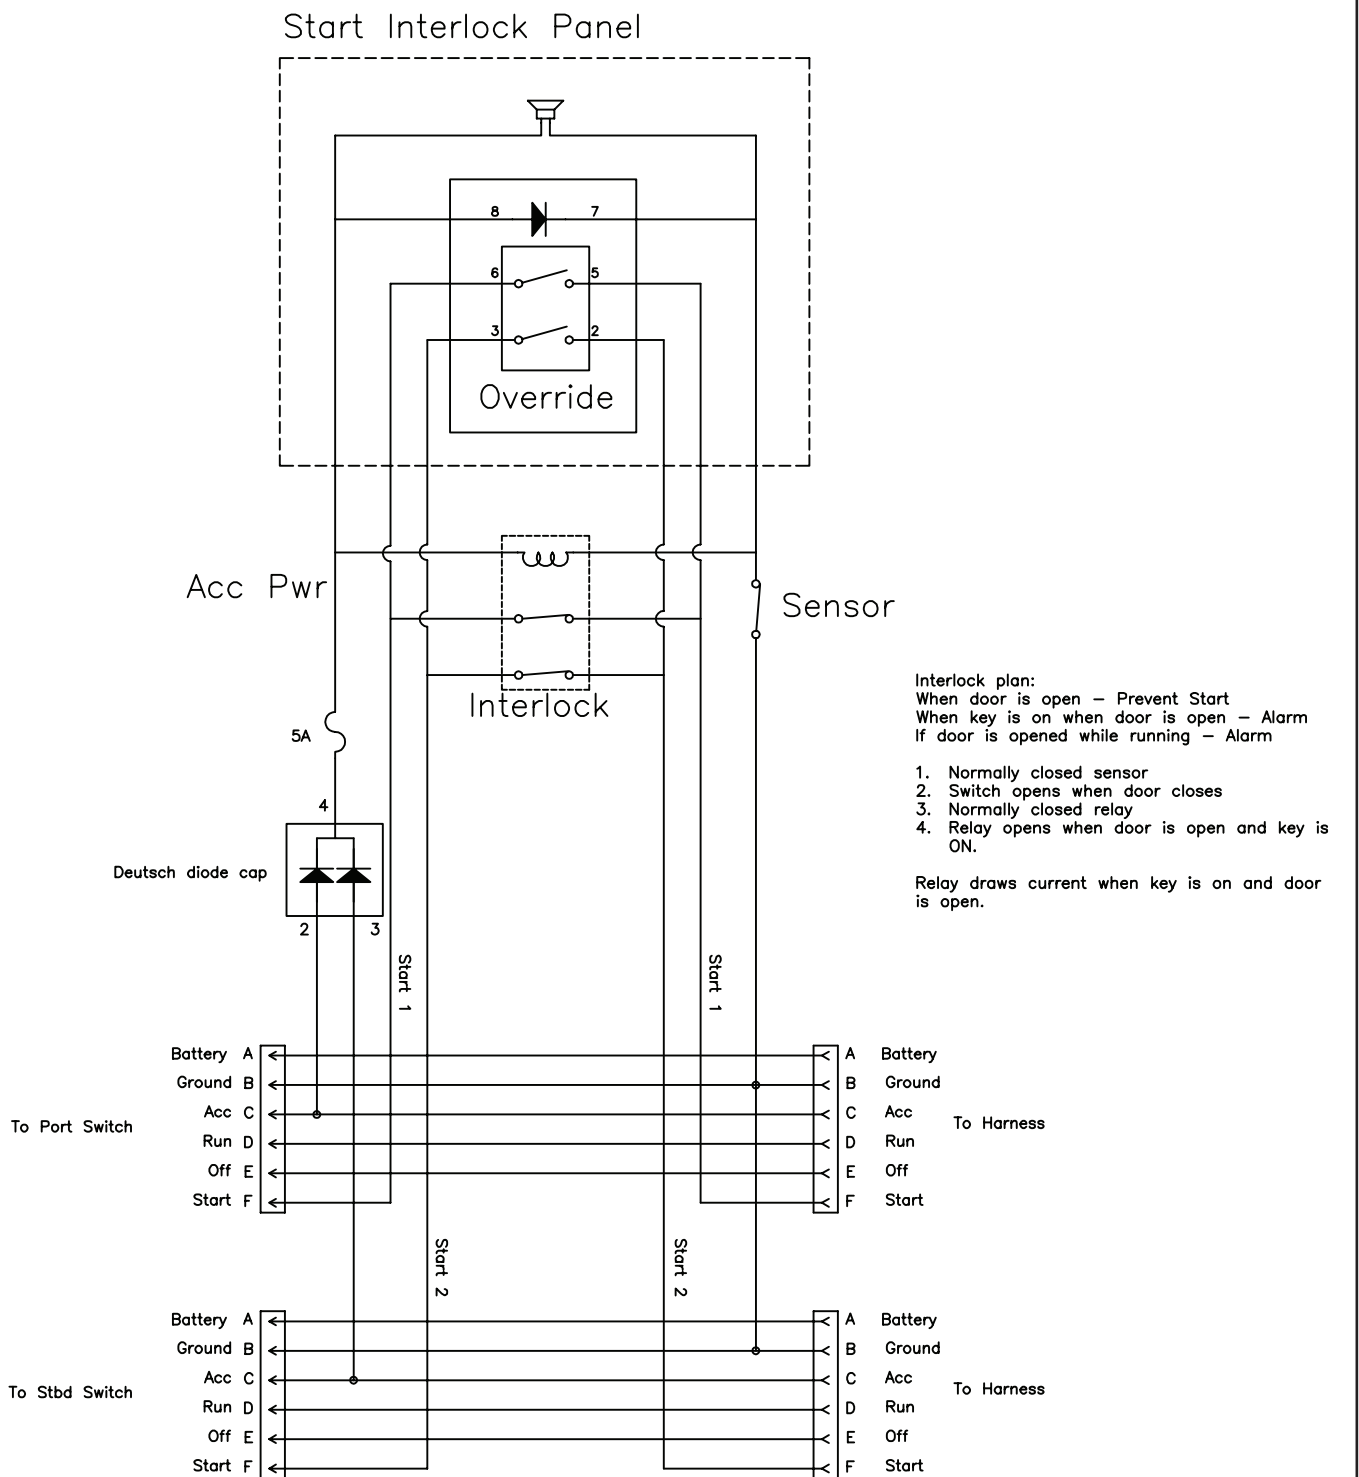 Start Interlock Panel
8 7
6 5
3 2
Override
Acc Pwr
Sensor
Interlock
5A
4
Deutsch diode cap
2 3
Interlock plan:
When door is open – Prevent Start
When key is on when door is open – Alarm
If door is opened while running – Alarm
1. Normally closed sensor
2. Switch opens when door closes
3. Normally closed relay
4. Relay opens when door is open and key is
ON.
Relay draws current when key is on and door
is open.
Start 1
Start 1
To Port Switch
Battery A
Ground B
Acc C
Run D
Off E
Start F
A Battery
B Ground
C Acc
D Run
E Off
F Start
To Harness
Start 2
Start 2
To Stbd Switch
Battery A
Ground B
Acc C
Run D
Off E
Start F
A Battery
B Ground
C Acc
D Run
E Off
F Start
To Harness